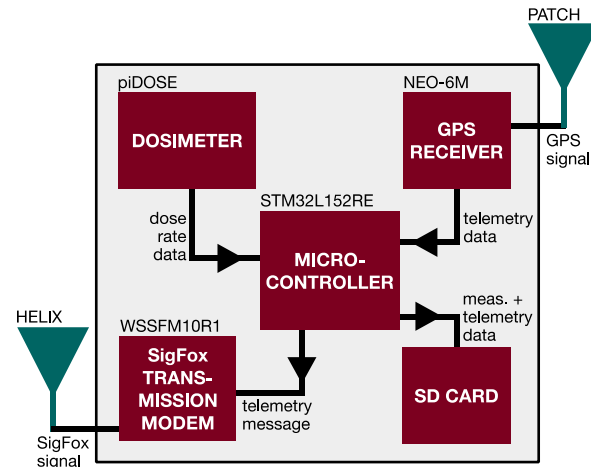 PATCH
piDOSE
NEO-6M
DOSIMETER
GPS
RECEIVER
GPS
signal
STM32L152RE
dose
rate
data
telemetry
data
MICRO-
CONTROLLER
meas. +
telemetry
data
HELIX
WSSFM10R1
SigFox
TRANS-
MISSION
MODEM
telemetry
message
SD CARD
SigFox
signal